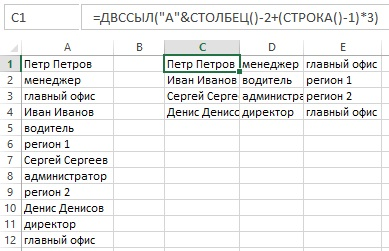 C1 =ДВССЫЛ("A"&СТОЛБЕЦ()-2+(СТРОКА()-1)*3)
A B C D E
1 Петр Петров Петр Петров менеджер главный офис
2 менеджер Иван Иванов водитель регион 1
3 главный офис Сергей Серге администра регион 2
4 Иван Иванов Денис Денисо директор главный офис
5 водитель
6 регион 1
7 Сергей Сергеев
8 администратор
9 регион 2
10 Денис Денисов
11 директор
12 главный офис